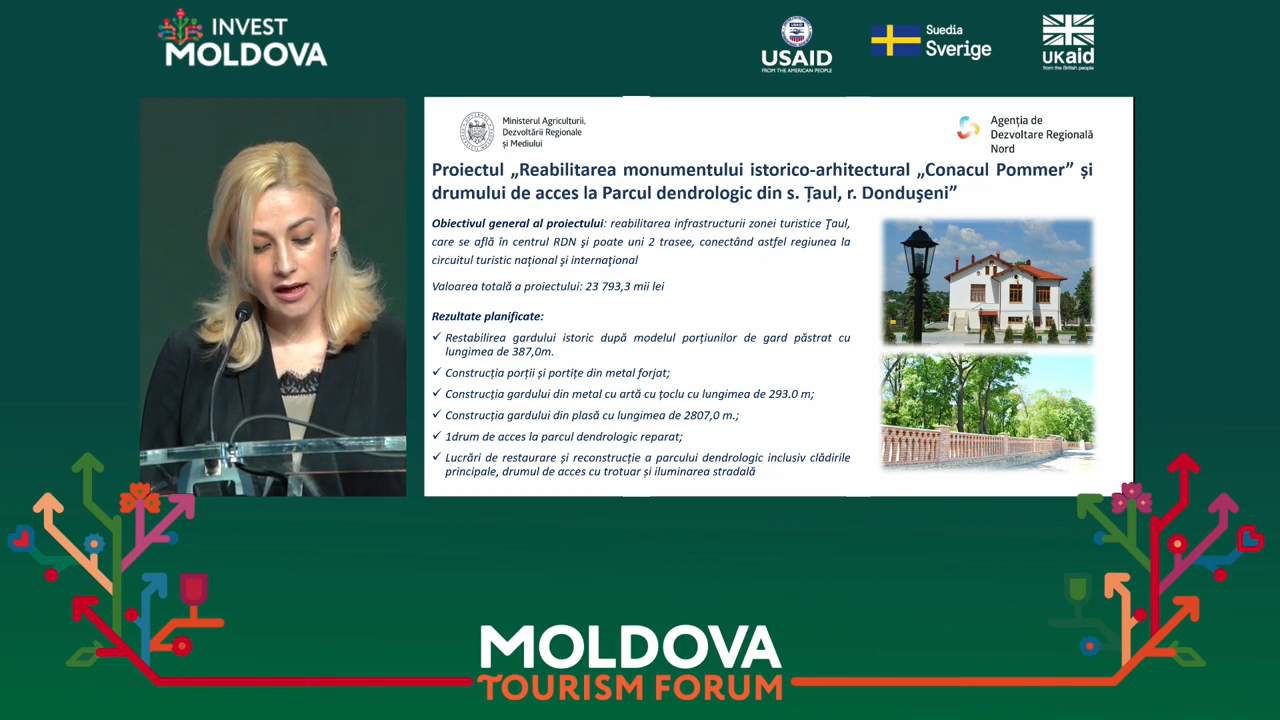 INVEST
MOLDOVA
USAID
FROM THE AMERICAN PEOPLE
Suedia
Sverige
UKaid
from the British people
Ministerul Agriculturii,
Dezvoltării Regionale
și Mediului
Agenția de
Dezvoltare Regională
Nord
Proiectul „Reabilitarea monumentului istorico-arhitectural „Conacul Pommer” și
drumului de acces la Parcul dendrologic din s. Țaul, r. Dondușeni”
Obiectivul general al proiectului: reabilitarea infrastructurii zonei turistice Țaul,
care se află în centrul RDN și poate uni 2 trasee, conectând astfel regiunea la
circuitul turistic național și internațional
Valoarea totală a proiectului: 23 793,3 mii lei
Rezultate planificate:
✓ Restabilirea gardului istoric după modelul porțiunilor de gard păstrat cu
lungimea de 387,0m.
✓ Construcția porții și portițe din metal forjat;
✓ Construcția gardului din metal cu artă cu țoclu cu lungimea de 293.0 m;
✓ Construcția gardului din plasă cu lungimea de 2807,0 m.;
✓ 1drum de acces la parcul dendrologic reparat;
✓ Lucrări de restaurare și reconstrucție a parcului dendrologic inclusiv clădirile
principale, drumul de acces cu trotuar și iluminarea stradală
MOLDOVA
TOURISM FORUM